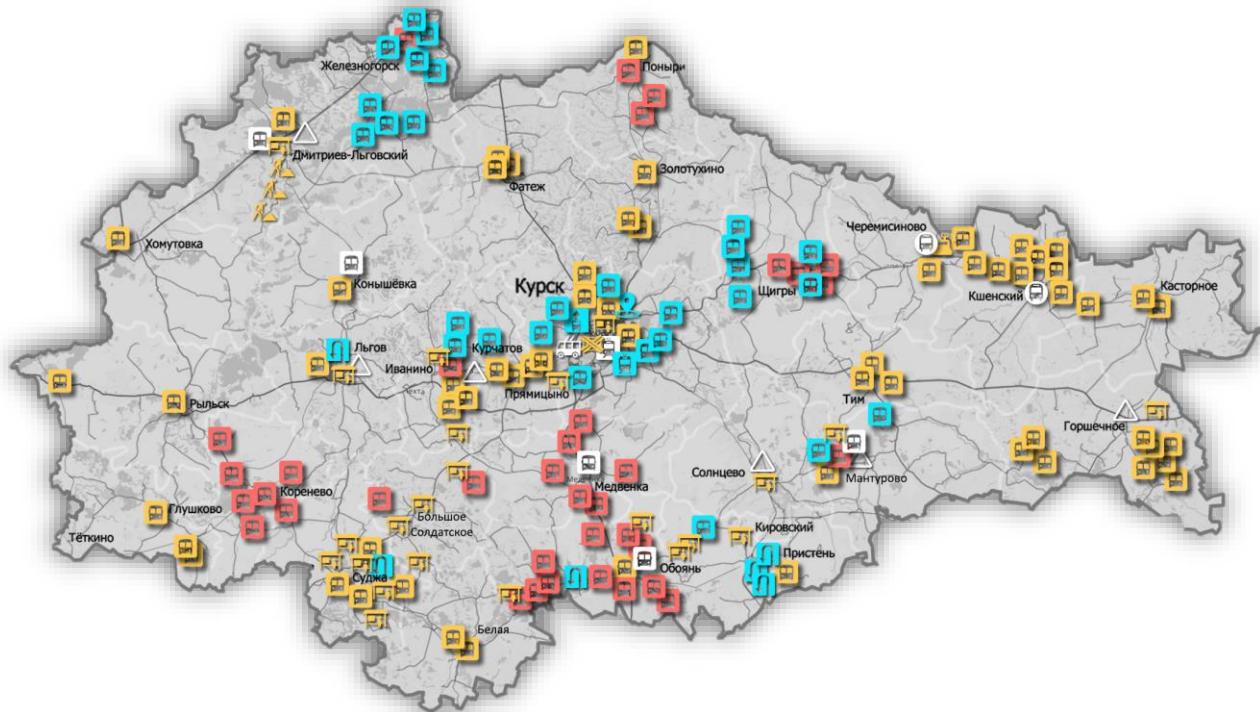 Железногорск
Поныри
Дмитриев-Льговский
Золотухино
Фатеж
Черемисиново
Хомутовка
Конышёвка
Курск
Щигры
Кшенский
Касторное
Льгов
Курчатов
Иванино
Прямицыно
Рыльск
Тим
Горшечное
Солнцево
Мантурово
Медвенка
Коренево
Глушково
Большое
Солдатское
Кировский
Тёткино
Пристень
Обоянь
Суджа
Белая